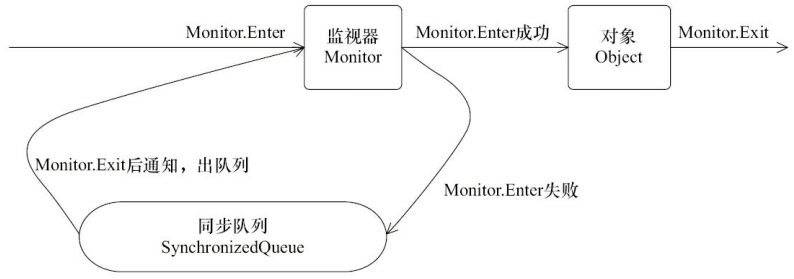 Monitor.Enter
监视器
Monitor
Monitor.Enter成功
对象
Object
Monitor.Exit
Monitor.Exit后通知，出队列
Monitor.Enter失败
同步队列
SynchronizedQueue